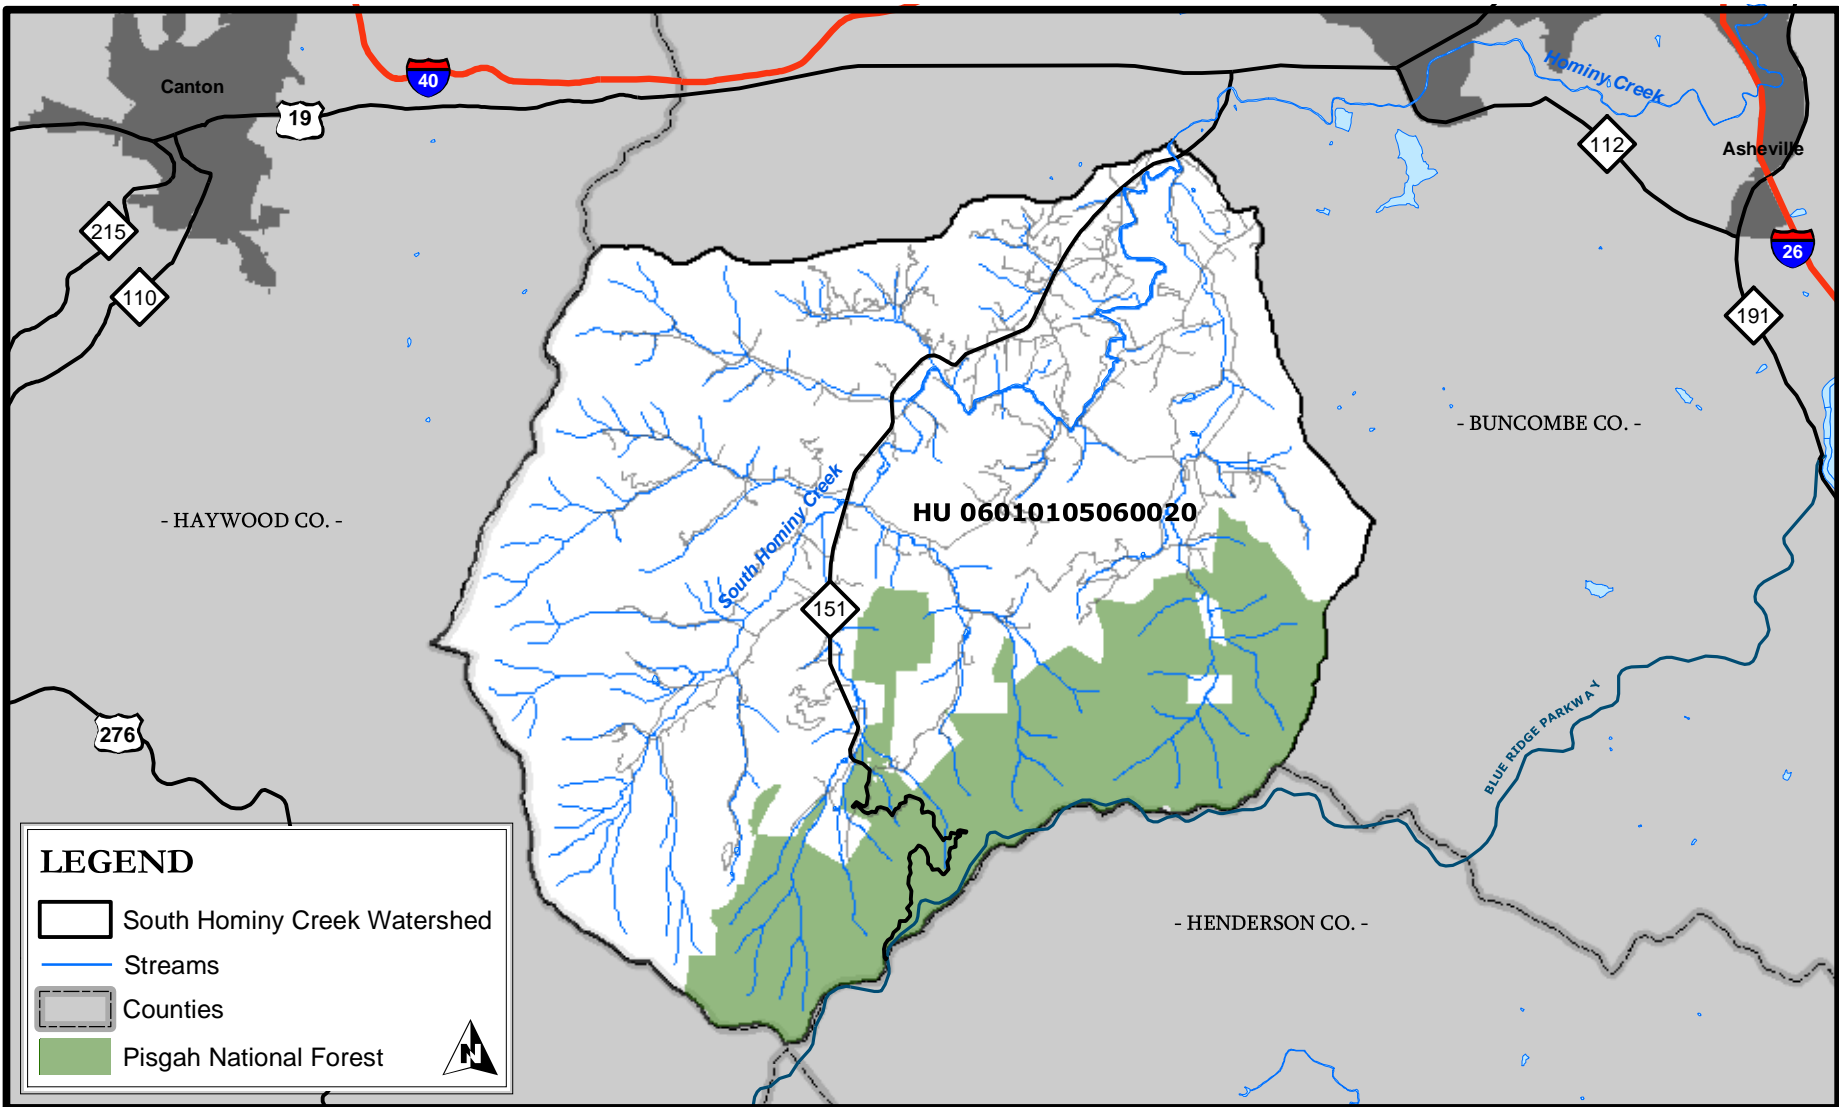 40
Canton
19
Hominy Creek
112
Asheville
215
26
110
191
- BUNCOMBE CO. -
South Hominy Creek
HU 06010105060020
- HAYWOOD CO. -
151
276
BLUE RIDGE PARKWAY
LEGEND
South Hominy Creek Watershed
Streams
Counties
Pisgah National Forest
N
- HENDERSON CO. -